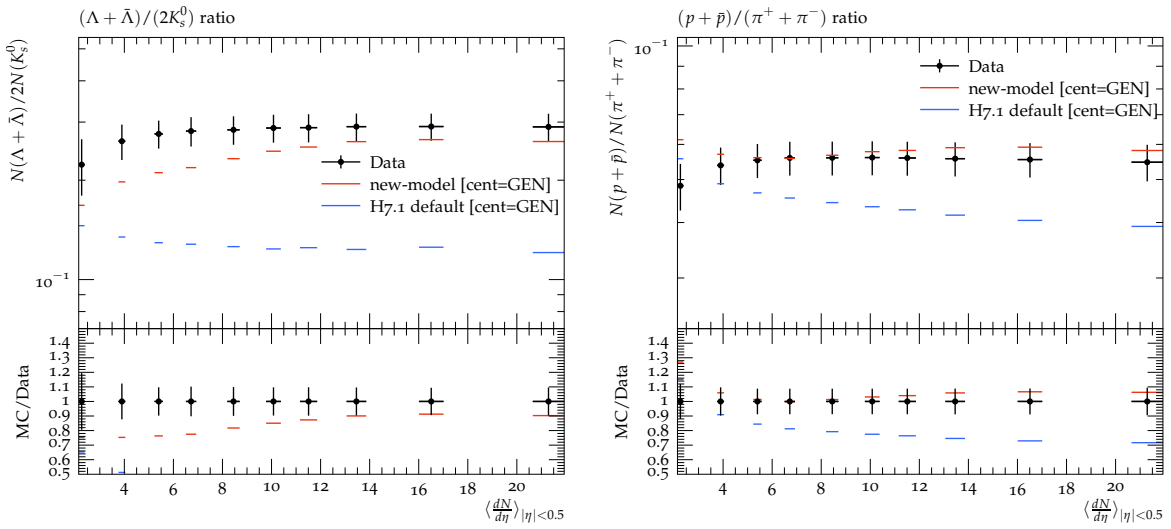 (Λ + Λ̄)/(2K⁰ₛ) ratio
N(Λ + Λ̄)/2N(K⁰ₛ)
10⁻¹
Data
new-model [cent=GEN]
H7.1 default [cent=GEN]
MC/Data
1.4
1.3
1.2
1.1
1
0.9
0.8
0.7
0.6
0.5
4 6 8 10 12 14 16 18 20
⟨dN/dη⟩|η|<0.5
(p + p̄)/(π⁺ + π⁻) ratio
N(p + p̄)/N(π⁺ + π⁻)
10⁻¹
Data
new-model [cent=GEN]
H7.1 default [cent=GEN]
MC/Data
1.4
1.3
1.2
1.1
1
0.9
0.8
0.7
0.6
0.5
4 6 8 10 12 14 16 18 20
⟨dN/dη⟩|η|<0.5